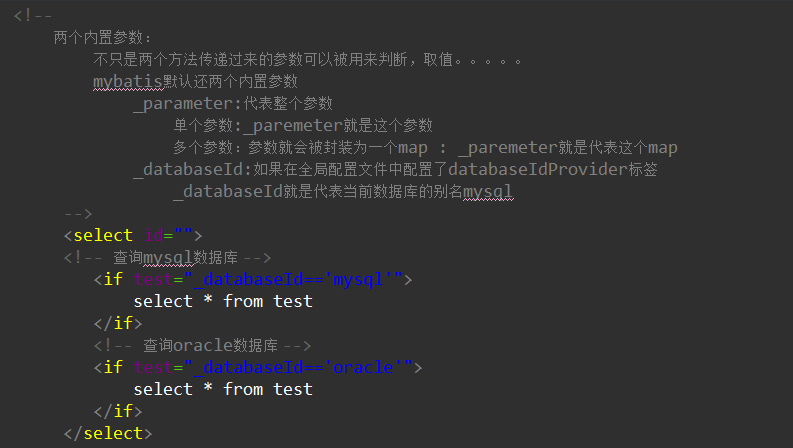 <!--
两个内置参数:
不只是两个方法传递过来的参数可以被用来判断,取值。。。。。
mybatis默认还两个内置参数
_parameter:代表整个参数
单个参数:_paremeter就是这个参数
多个参数: 参数就会被封装为一个map : _paremeter就是代表这个map
_databaseId:如果在全局配置文件中配置了databaseIdProvider标签
_databaseId就是代表当前数据库的别名mysql
-->
<select id="">
<!-- 查询mysql数据库 -->
<if test="_databaseId=='mysql'">
select * from test
</if>
<!-- 查询oracle数据库 -->
<if test="_databaseId=='oracle'">
select * from test
</if>
</select>